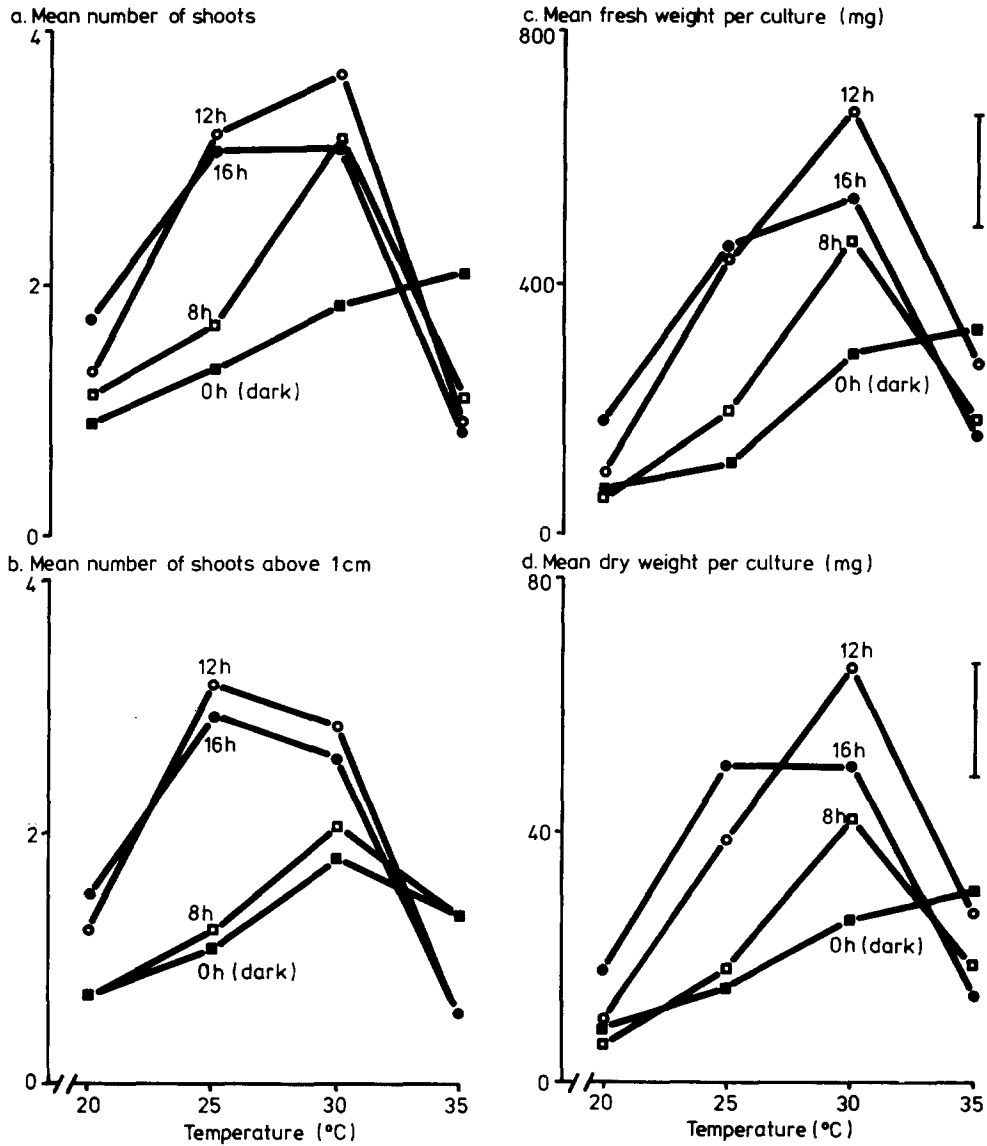 a. Mean number of shoots
4
2
0
12h
16h
8h
0h (dark)
c. Mean fresh weight per culture (mg)
800
400
0
12h
16h
8h
0h (dark)
b. Mean number of shoots above 1cm
4
2
0
12h
16h
8h
0h (dark)
20 25 30 35
Temperature (°C)
d. Mean dry weight per culture (mg)
80
40
0
12h
16h
8h
0h (dark)
20 25 30 35
Temperature (°C)